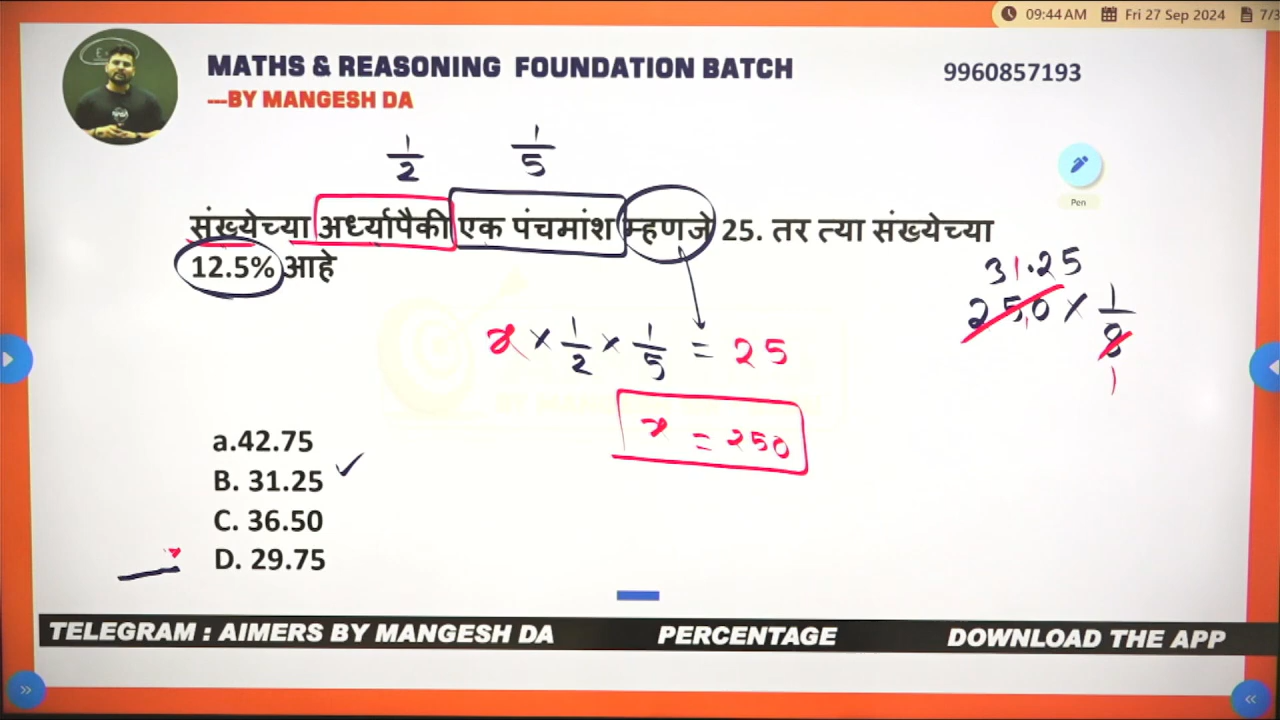 09:44 AM Fri 27 Sep 2024 7/3
MATHS & REASONING FOUNDATION BATCH
9960857193
---BY MANGESH DA
1/2 1/5
Pen
संख्येच्या अर्ध्यापैकी एक पंचमांश म्हणजे 25. तर त्या संख्येच्या
12.5% आहे
31.25
250 × 1/8
1
x × 1/2 × 1/5 = 25
x = 250
a.42.75
B. 31.25
C. 36.50
D. 29.75
TELEGRAM : AIMERS BY MANGESH DA PERCENTAGE DOWNLOAD THE APP